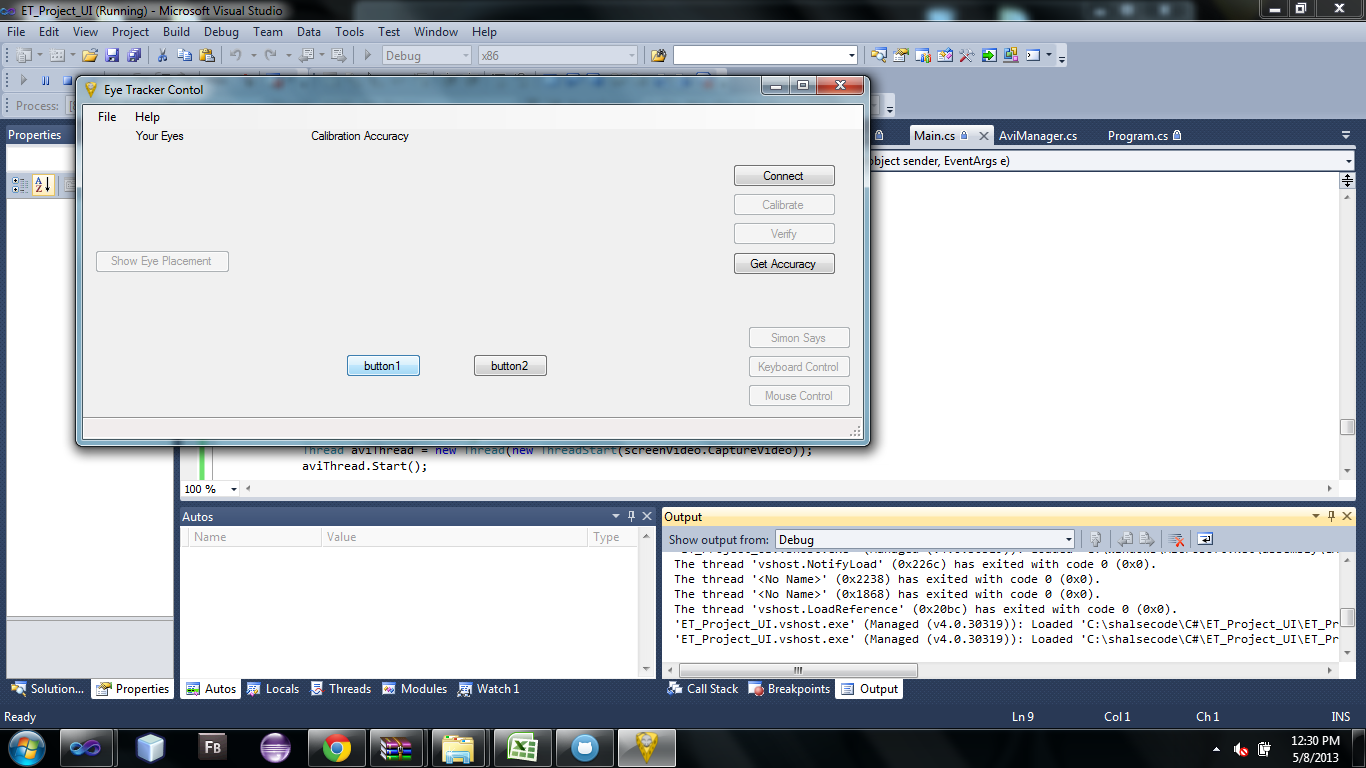 ET_Project_UI (Running) - Microsoft Visual Studio
File Edit View Project Build Debug Team Data Tools Test Window Help
Debug x86
Process:
Eye Tracker Contol
File Help
Your Eyes Calibration Accuracy
Connect
Calibrate
Verify
Show Eye Placement
Get Accuracy
Simon Says
button1 button2
Keyboard Control
Mouse Control
Properties
Main.cs AviManager.cs Program.cs
object sender, EventArgs e)
Thread aviThread = new Thread(new ThreadStart(screenVideo.CaptureVideo));
aviThread.Start();
100 %
Autos
Name Value Type
Output
Show output from: Debug
The thread 'vshost.NotifyLoad' (0x226c) has exited with code 0 (0x0).
The thread '<No Name>' (0x2238) has exited with code 0 (0x0).
The thread '<No Name>' (0x1868) has exited with code 0 (0x0).
The thread 'vshost.LoadReference' (0x20bc) has exited with code 0 (0x0).
'ET_Project_UI.vshost.exe' (Managed (v4.0.30319)): Loaded 'C:\shalsecode\C#\ET_Project_UI\ET_Pr
'ET_Project_UI.vshost.exe' (Managed (v4.0.30319)): Loaded 'C:\shalsecode\C#\ET_Project_UI\ET_Pr
Solution... Properties Autos Locals Threads Modules Watch 1 Call Stack Breakpoints Output
Ready Ln 9 Col 1 Ch 1 INS
FB
12:30 PM
5/8/2013